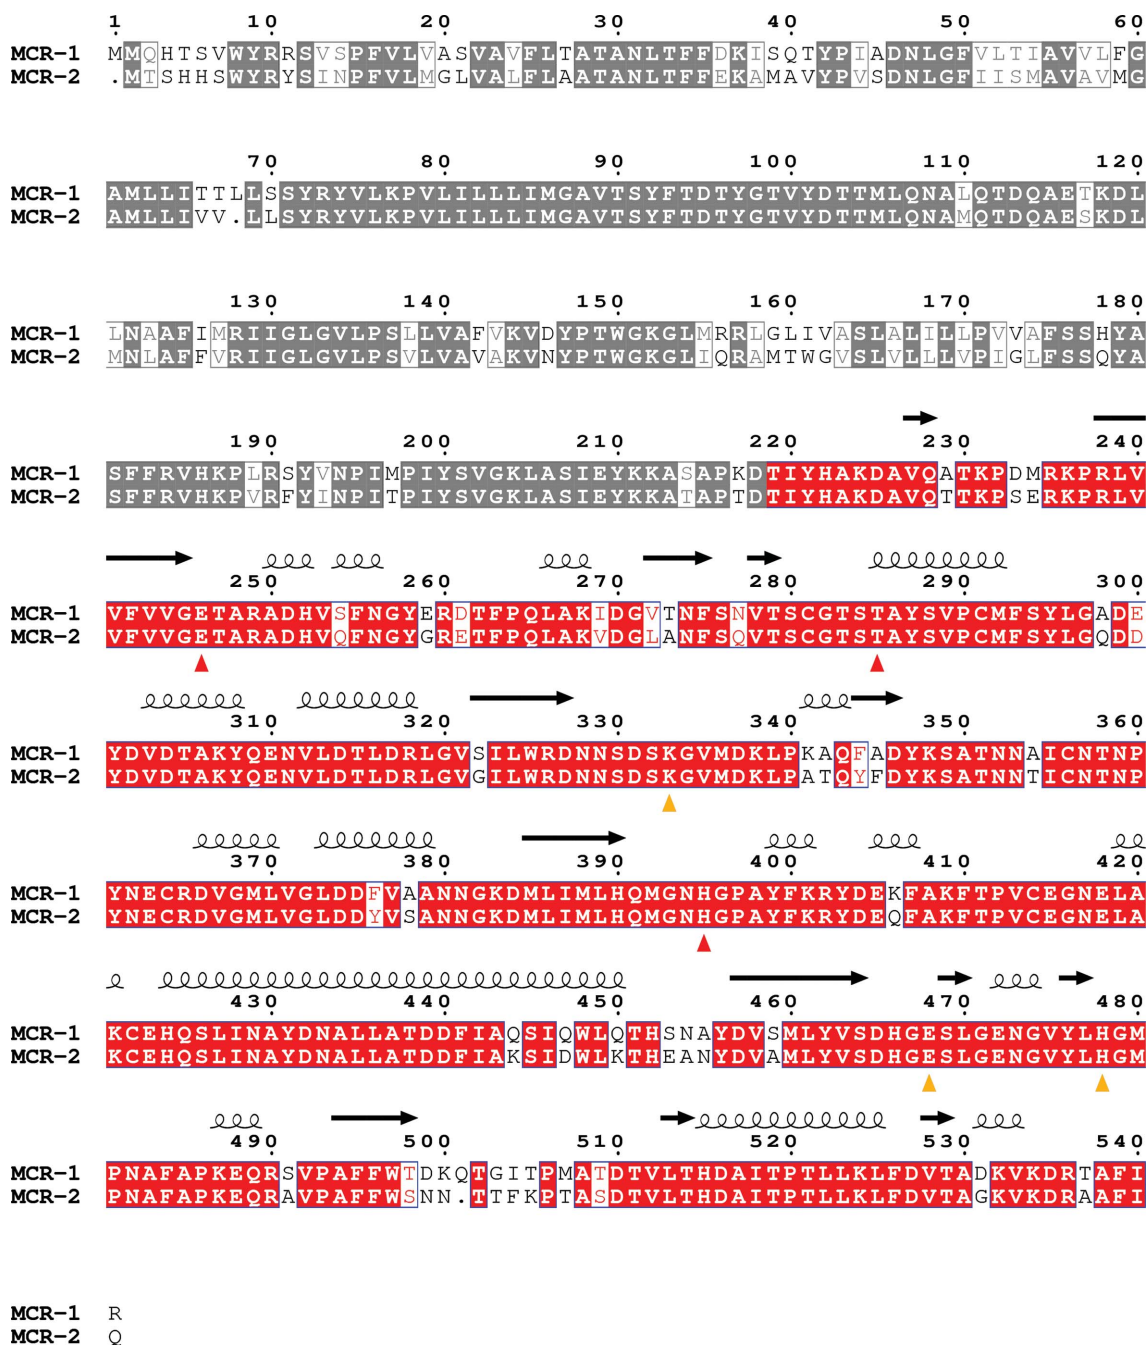 1 10 20 30 40 50 60
MCR-1 MMQHTSVWYRRSVSPFVLVASVAVFLTATANLTFFDKISQTYPIADNLGFVLTIAVVLFG
MCR-2 .MTSHHSWYRYSINPFVLMGLVALFLAATANLTFFEKAMAVYPVSDNLGFIISMAVAVMG
70 80 90 100 110 120
MCR-1 AMLLITTLLSSYRYVLKPVLILLLIMGAVTSYFTDTYGTVYDTTMLQNALQTDQAETKDL
MCR-2 AMLLIVV.LLSYRYVLKPVLILLLIMGAVTSYFTDTYGTVYDTTMLQNAMQTDQAESKDL
130 140 150 160 170 180
MCR-1 LNAAFIMRIIGLGVLPSLLVAFVKVDYPTWGKGLMRRLGLIVASLALILLPVVAFSSHYA
MCR-2 MNLAFFVRIIGLGVLPSVLVAVAKVNYPTWGKGLIQRAMTWGVSLVLLLVPIGLFSSQYA
190 200 210 220 230 240
MCR-1 SFFRVHKPLRSYVNPIMPIYSVGKLASIEYKKASAPKDTIYHAKDAVQATKPDMRKPRLV
MCR-2 SFFRVHKPVRFYINPITPIYSVGKLASIEYKKATAPTDTIYHAKDAVQTTKPSERKPRLV
250 260 270 280 290 300
MCR-1 VFVVGETARADHVSFNGYERDTFPQLAKIDGVTNFSNVTSCGTSTAYSVPCMFSYLGADE
MCR-2 VFVVGETARADHVQFNGYGRETFPQLAKVDGLANFSQVTSCGTSTAYSVPCMFSYLGQDD
310 320 330 340 350 360
MCR-1 YDVDTAKYQENVLDTLDRLGVSILWRDNNSDSKGVMDKLPKAQFADYKSATNNAICNTNP
MCR-2 YDVDTAKYQENVLDTLDRLGVGILWRDNNSDSKGVMDKLPATQYFDYKSATNNTICNTNP
370 380 390 400 410 420
MCR-1 YNECRDVGMLVGLDDFVAANNGKDMLIMLHQMGNHGPAYFKRYDEKFAKFTPVCEGNELA
MCR-2 YNECRDVGMLVGLDDYVSANNGKDMLIMLHQMGNHGPAYFKRYDEQFAKFTPVCEGNELA
430 440 450 460 470 480
MCR-1 KCEHQSLINAYDNALLATDDFIAQSIQWLQTHSNAYDVSMLYVSDHGESLGENGVYLHGM
MCR-2 KCEHQSLINAYDNALLATDDFIAKSIDWLKTHEANYDVAMLYVSDHGESLGENGVYLHGM
490 500 510 520 530 540
MCR-1 PNAFAPKEQRSVPAFFWTDKQTGITPMATDTVLTHDAITPTLLKLFDVTADKVKDRTAFI
MCR-2 PNAFAPKEQRAVPAFFWSNN.TTFKPTASDTVLTHDAITPTLLKLFDVTAGKVKDRAAFI
MCR-1 R
MCR-2 Q